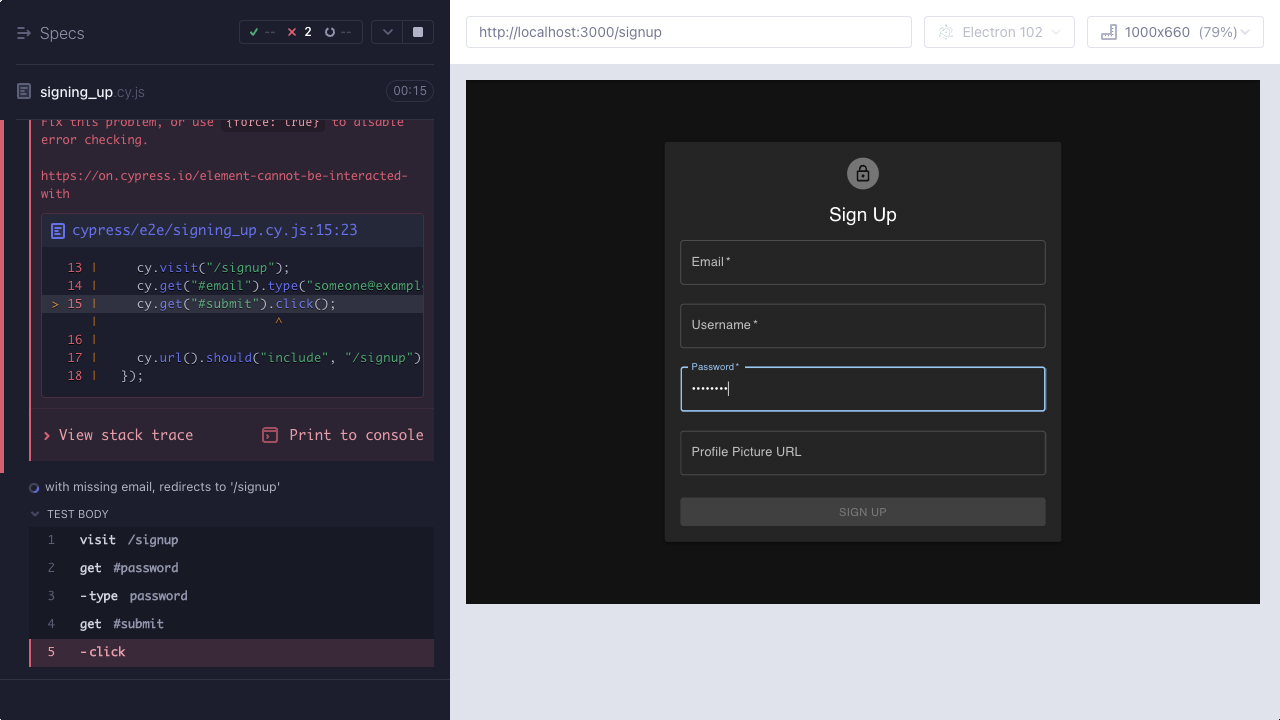 Specs
-- 2 --
signing_up.cy.js
00:15
Fix this problem, or use {force: true} to disable
error checking.
https://on.cypress.io/element-cannot-be-interacted-
with
cypress/e2e/signing_up.cy.js:15:23
13 | cy.visit("/signup");
14 | cy.get("#email").type("someone@exampl
> 15 | cy.get("#submit").click();
| ^
16 |
17 | cy.url().should("include", "/signup")
18 | });
View stack trace
Print to console
with missing email, redirects to '/signup'
TEST BODY
1 visit /signup
2 get #password
3 -type password
4 get #submit
5 -click
http://localhost:3000/signup
Electron 102
1000x660 (79%)
Sign Up
Email *
Username *
Password *
••••••••
Profile Picture URL
SIGN UP